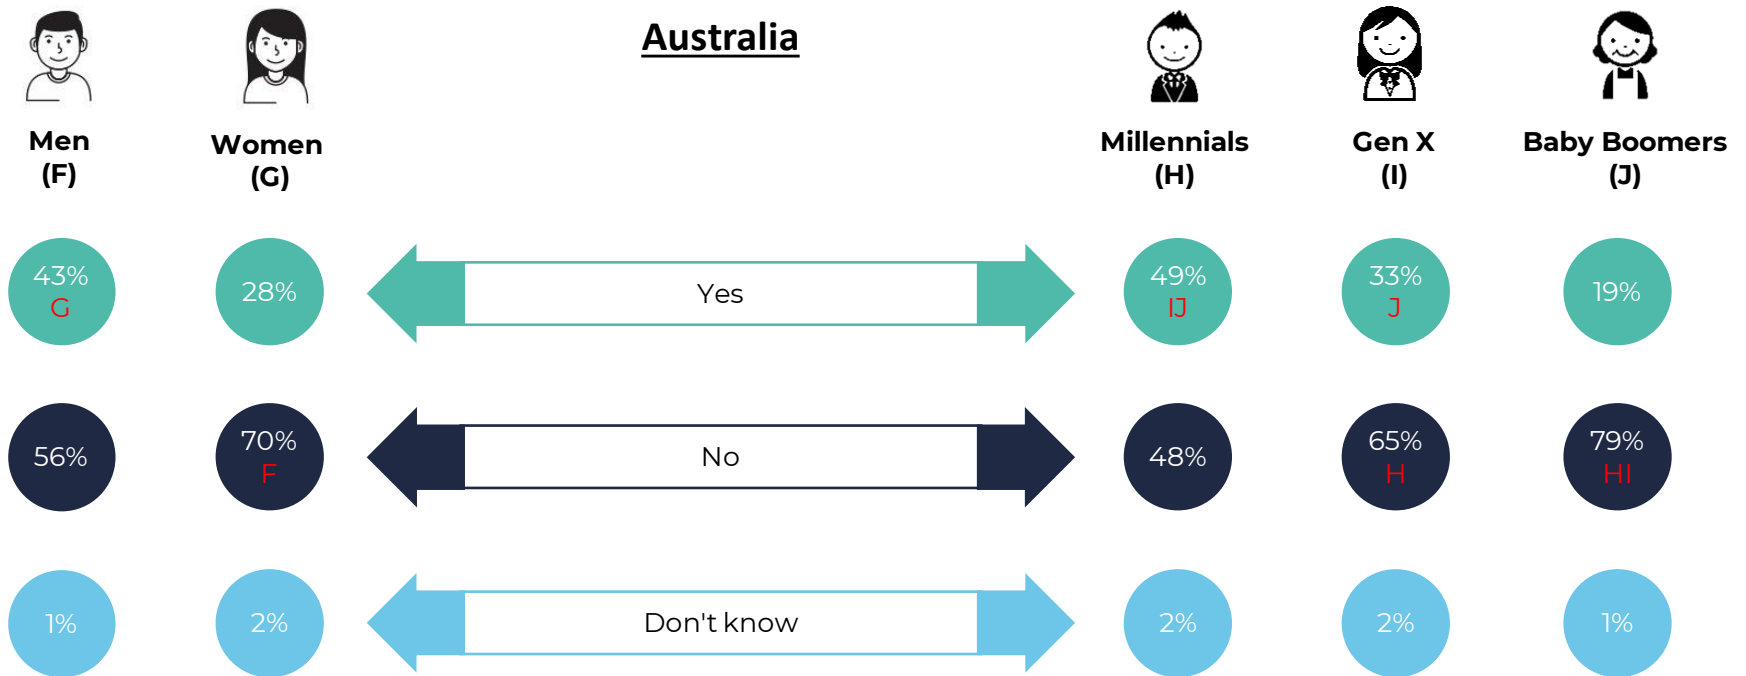 Australia
Men
(F)
Women
(G)
Millennials
(H)
Gen X
(I)
Baby Boomers
(J)
43%
G
28%
Yes
49%
IJ
33%
J
19%
56%
70%
F
No
48%
65%
H
79%
HI
1%
2%
Don't know
2%
2%
1%